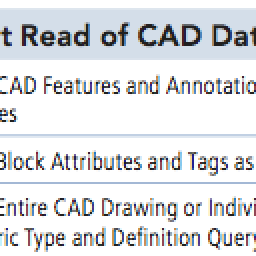 t Read of CAD Dat
CAD Features and Annotatio
es
Block Attributes and Tags as
Entire CAD Drawing or Indivi
ric Type and Definition Query